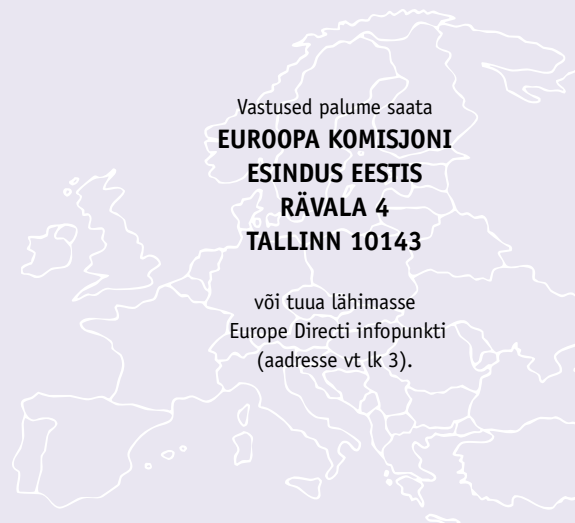 Vastused palume saata
EUROOPA KOMISJONI
ESINDUS EESTIS
RÄVALA 4
TALLINN 10143
või tuua lähimasse
Europe Directi infopunkti
(aadresse vt lk 3).